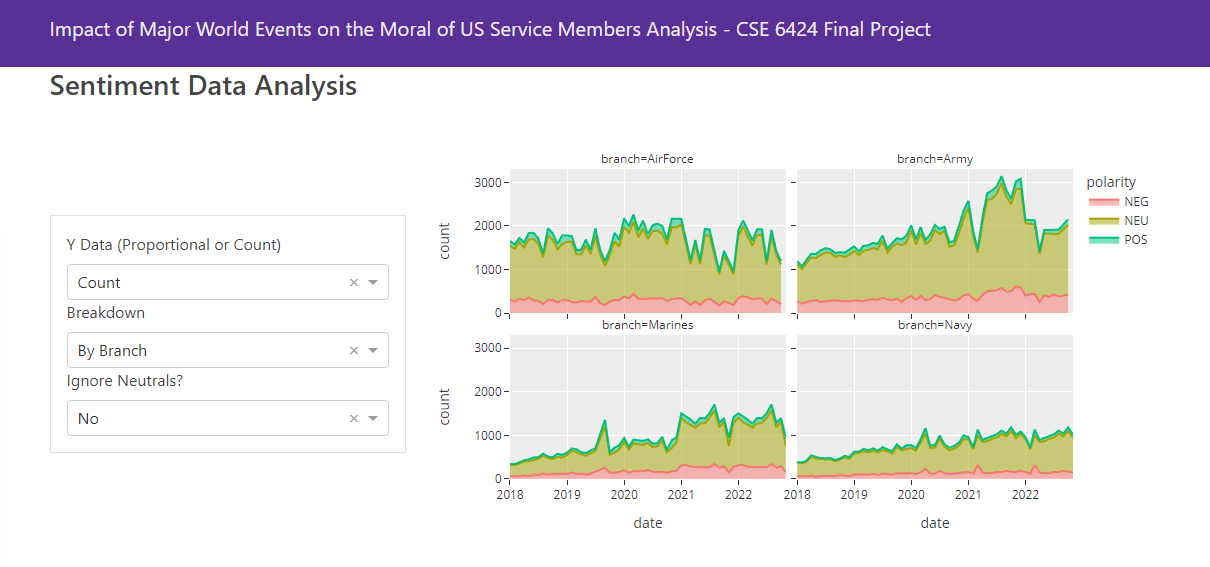 Impact of Major World Events on the Moral of US Service Members Analysis - CSE 6424 Final Project
Sentiment Data Analysis
Y Data (Proportional or Count)
Count
Breakdown
By Branch
Ignore Neutrals?
No
branch=AirForce
branch=Army
3000
2000
1000
0
count
branch=Marines
branch=Navy
3000
2000
1000
0
count
2018 2019 2020 2021 2022 2018 2019 2020 2021 2022
date date
polarity
NEG
NEU
POS